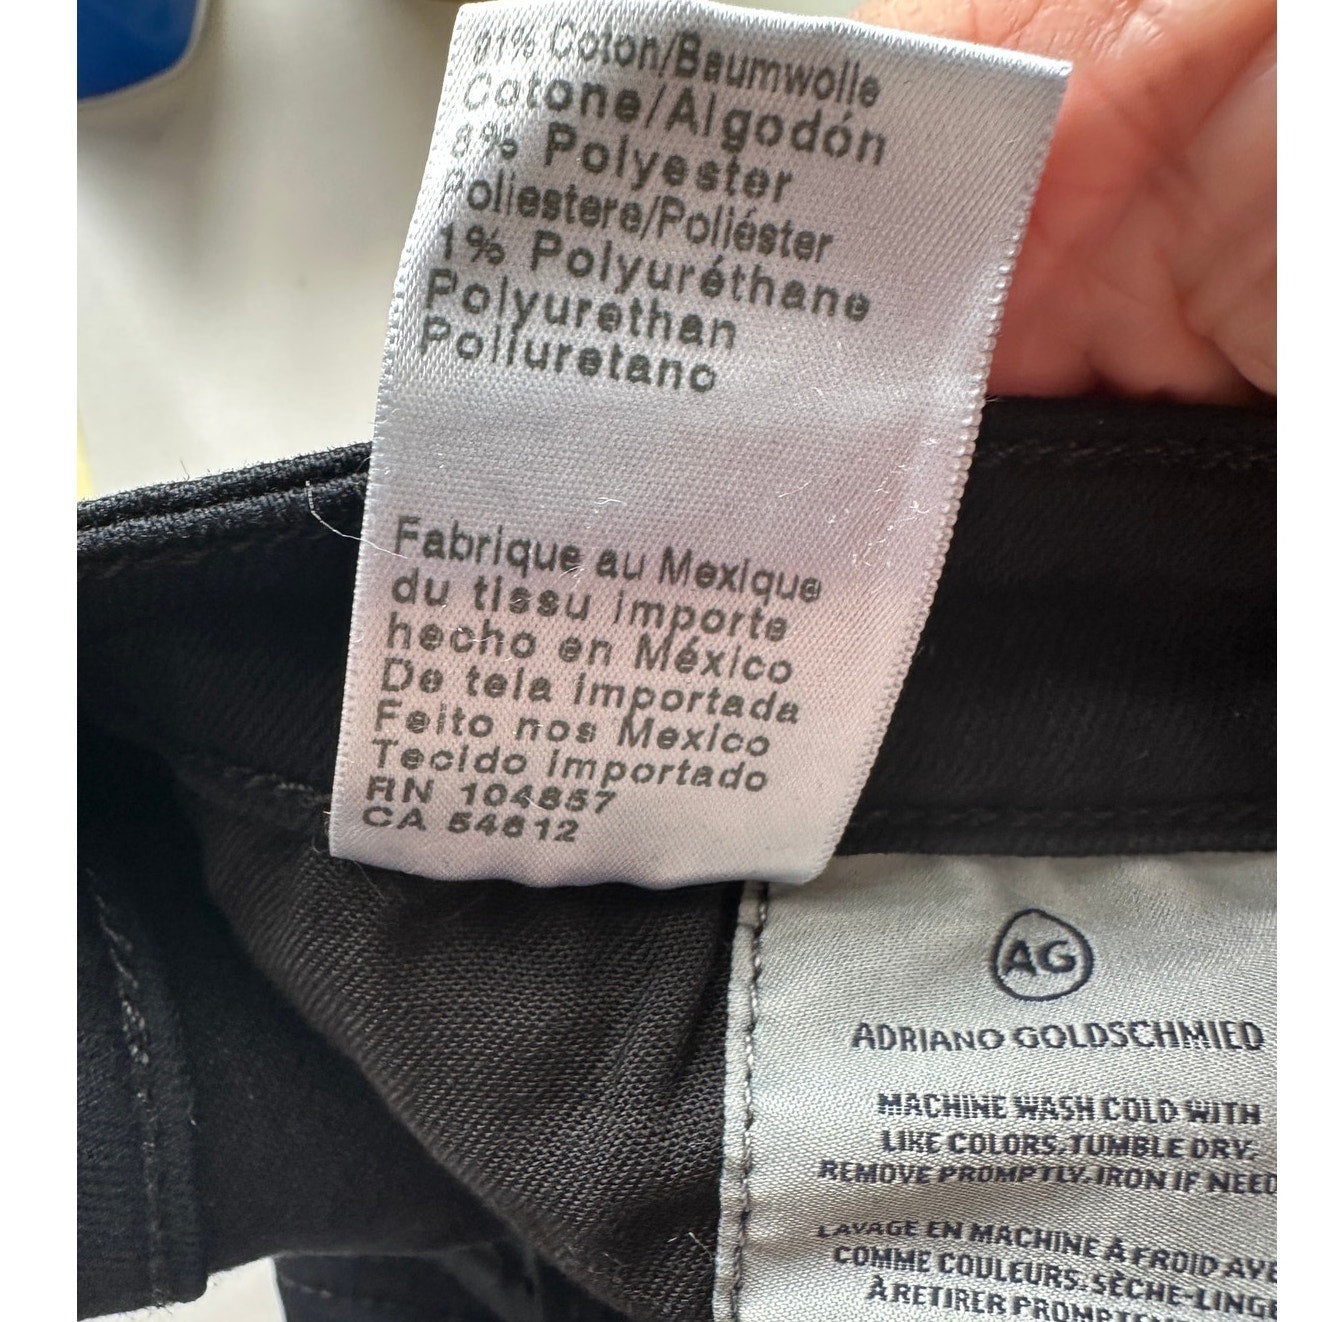 91% Coton/Baumwolle
Cotone/Algodón
8% Polyester
Poliestere/Poliéster
1% Polyuréthane
Polyurethan
Poliuretano
Fabrique au Mexique
du tissu importe
hecho en México
De tela importada
Feito nos Mexico
Tecido importado
RN 104857
CA 54612
AG
ADRIANO GOLDSCHMIED
MACHINE WASH COLD WITH
LIKE COLORS. TUMBLE DRY.
REMOVE PROMPTLY. IRON IF NEED
LAVAGE EN MACHINE À FROID AVE
COMME COULEURS. SÈCHE-LINGE
À RETIRER PROMPTEM